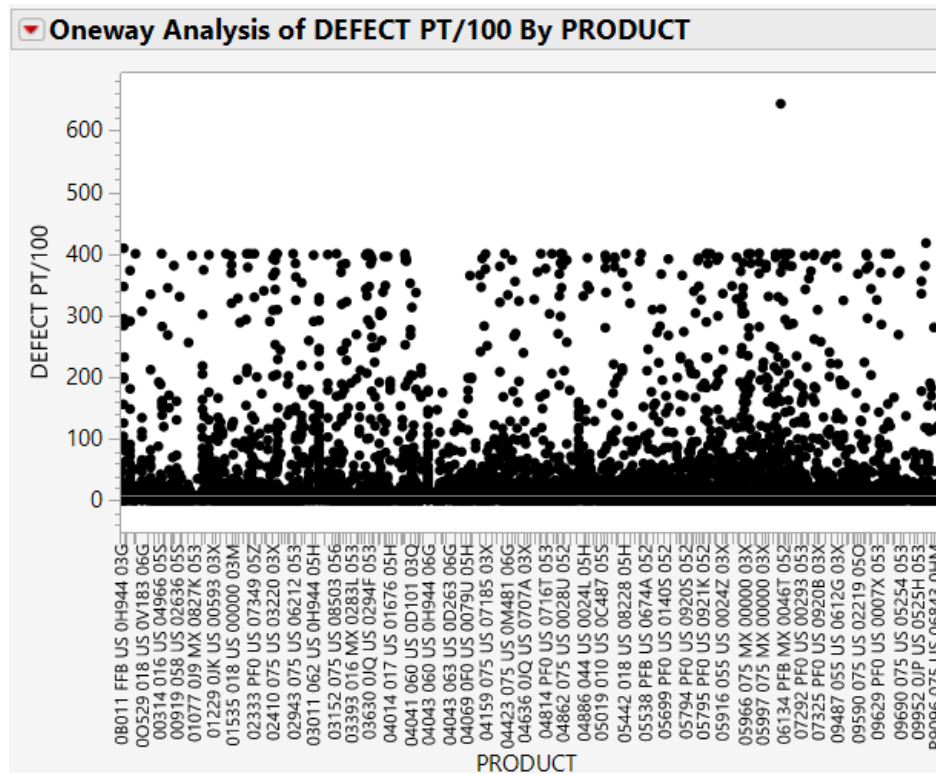 Oneway Analysis of DEFECT PT/100 By PRODUCT
DEFECT PT/100
600
500
400
300
200
100
0
0B011 FFB US 0H944 03G
0O529 018 US 0V183 06G
00314 016 US 04966 05S
00919 058 US 02636 05S
01077 0J9 MX 0827K 053
01229 0JK US 00593 03X
01535 018 US 00000 03M
02333 PF0 US 07349 05Z
02410 075 US 03220 03X
02943 075 US 06212 053
03011 062 US 0H944 05H
03152 075 US 08503 056
03393 016 MX 0283L 053
03630 0JQ US 0294F 053
04014 017 US 01676 05H
04041 060 US 0D101 03Q
04043 060 US 0H944 06G
04043 063 US 0D263 06G
04069 0F0 US 0079U 05H
04159 075 US 07185 03X
04423 075 US 0M481 06G
04636 0JQ US 0707A 03X
04814 PF0 US 0716T 053
04862 075 US 0028U 052
04886 044 US 0024L 05H
05019 010 US 0C487 05S
05442 018 US 08228 05H
05538 PFB US 0674A 052
05699 PF0 US 0140S 052
05794 PF0 US 0920S 052
05795 PF0 US 0921K 052
05916 055 US 0024Z 03X
05966 075 MX 00000 03X
05997 075 MX 00000 03X
06134 PFB MX 0046T 052
07292 PF0 US 00293 053
07325 PF0 US 0920B 03X
09487 055 US 0612G 03X
09590 075 US 02219 05O
09629 PF0 US 0007X 053
09690 075 US 05254 053
09952 0JP US 0525H 053
PRODUCT